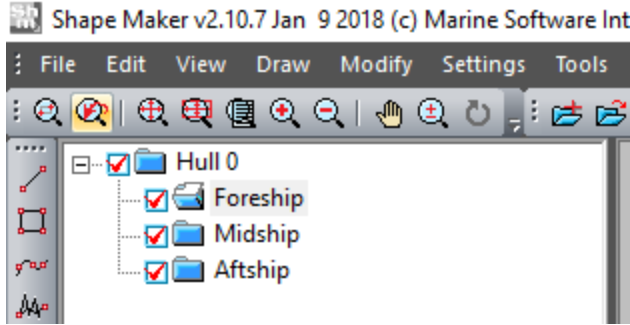 Shape Maker v2.10.7 Jan 9 2018 (c) Marine Software Int
File Edit View Draw Modify Settings Tools
Hull 0
Foreship
Midship
Aftship